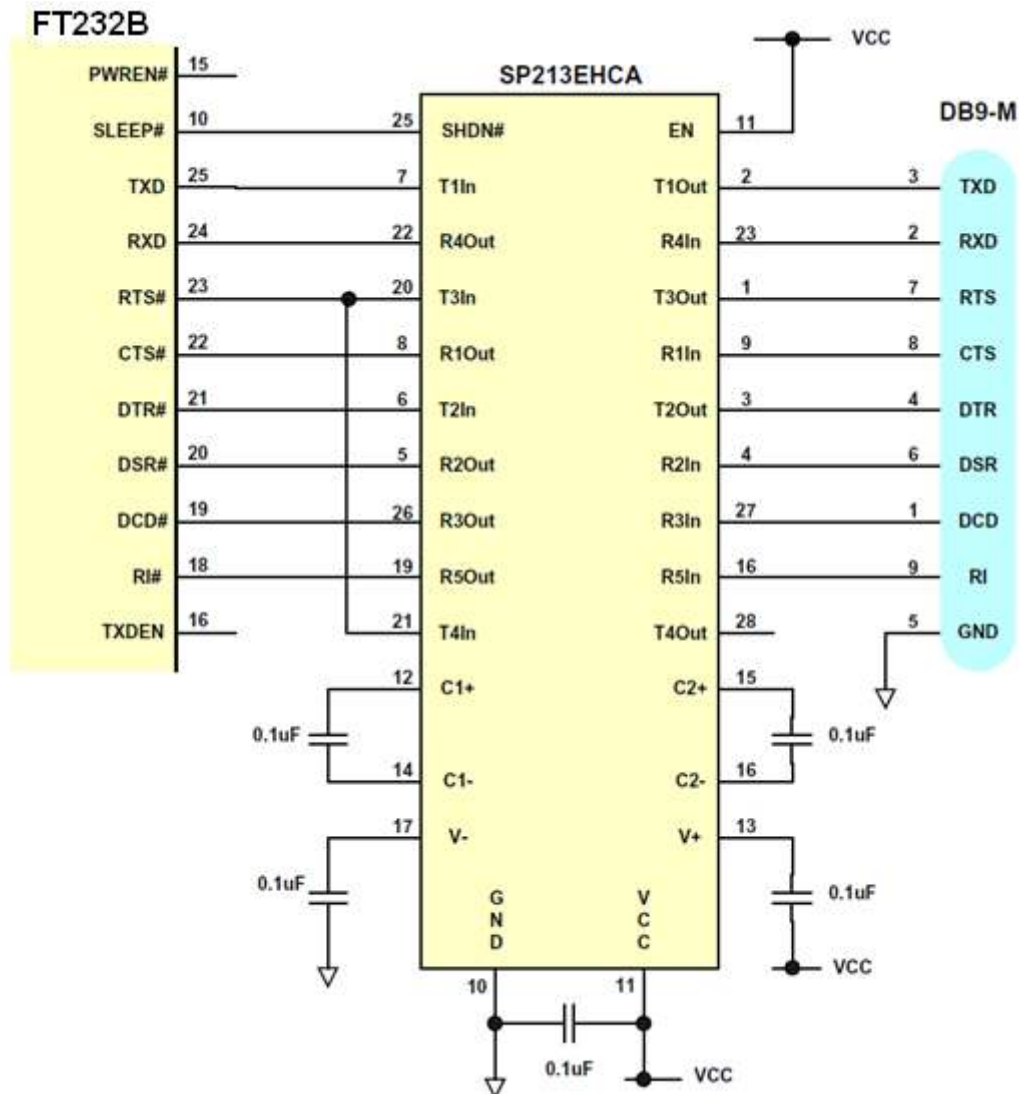 FT232B
VCC
SP213EHCA
DB9-M
PWREN# 15
SLEEP# 10 25 SHDN# EN 11
TXD 25 7 T1In T1Out 2 3 TXD
RXD 24 22 R4Out R4In 23 2 RXD
RTS# 23 20 T3In T3Out 1 7 RTS
CTS# 22 8 R1Out R1In 9 8 CTS
DTR# 21 6 T2In T2Out 3 4 DTR
DSR# 20 5 R2Out R2In 4 6 DSR
DCD# 19 26 R3Out R3In 27 1 DCD
RI# 18 19 R5Out R5In 16 9 RI
TXDEN 16 21 T4In T4Out 28 5 GND
12 C1+ C2+ 15
0.1uF 0.1uF
14 C1- C2- 16
17 V- V+ 13
0.1uF 0.1uF
GND VCC
VCC
10 11
0.1uF
VCC